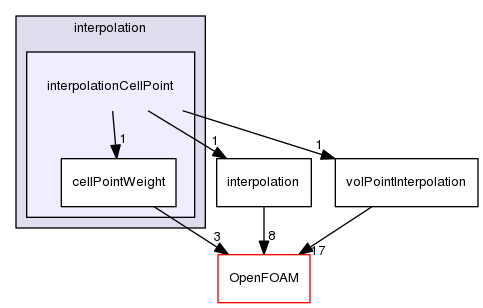 interpolation
interpolationCellPoint
1
1
1
cellPointWeight
interpolation
volPointInterpolation
3
8
17
OpenFOAM